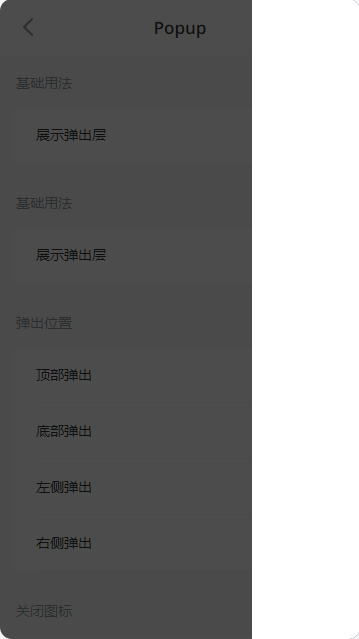 Popup
基础用法
展示弹出层
基础用法
展示弹出层
弹出位置
顶部弹出
底部弹出
左侧弹出
右侧弹出
关闭图标